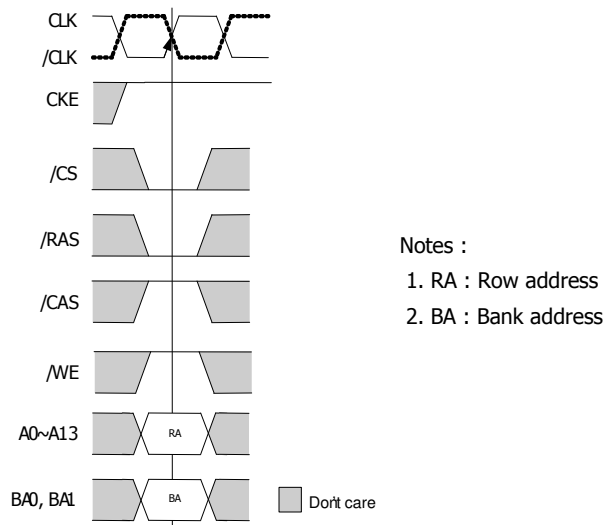 CLK
/CLK
CKE
/CS
/RAS
/CAS
/WE
A0~A13
RA
BA0, BA1
BA
Don't care
Notes :
1. RA : Row address
2. BA : Bank address